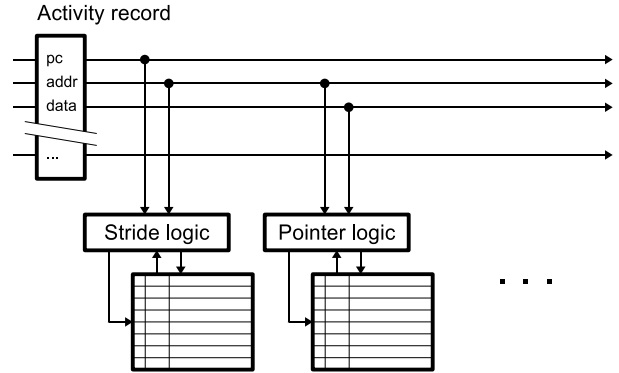 Activity record
pc
addr
data
...
Stride logic
Pointer logic
. . .